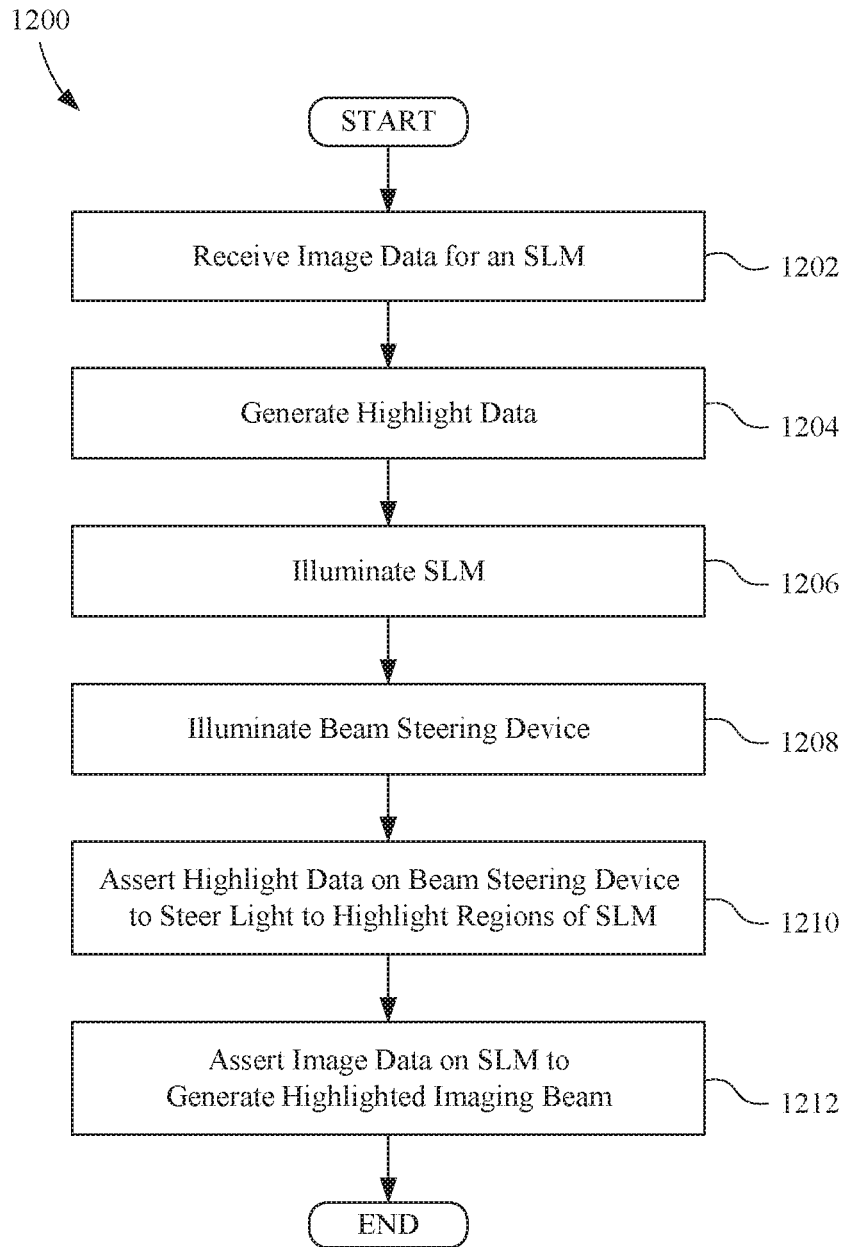 1200
START
Receive Image Data for an SLM
1202
Generate Highlight Data
1204
Illuminate SLM
1206
Illuminate Beam Steering Device
1208
Assert Highlight Data on Beam Steering Device
to Steer Light to Highlight Regions of SLM
1210
Assert Image Data on SLM to
Generate Highlighted Imaging Beam
1212
END